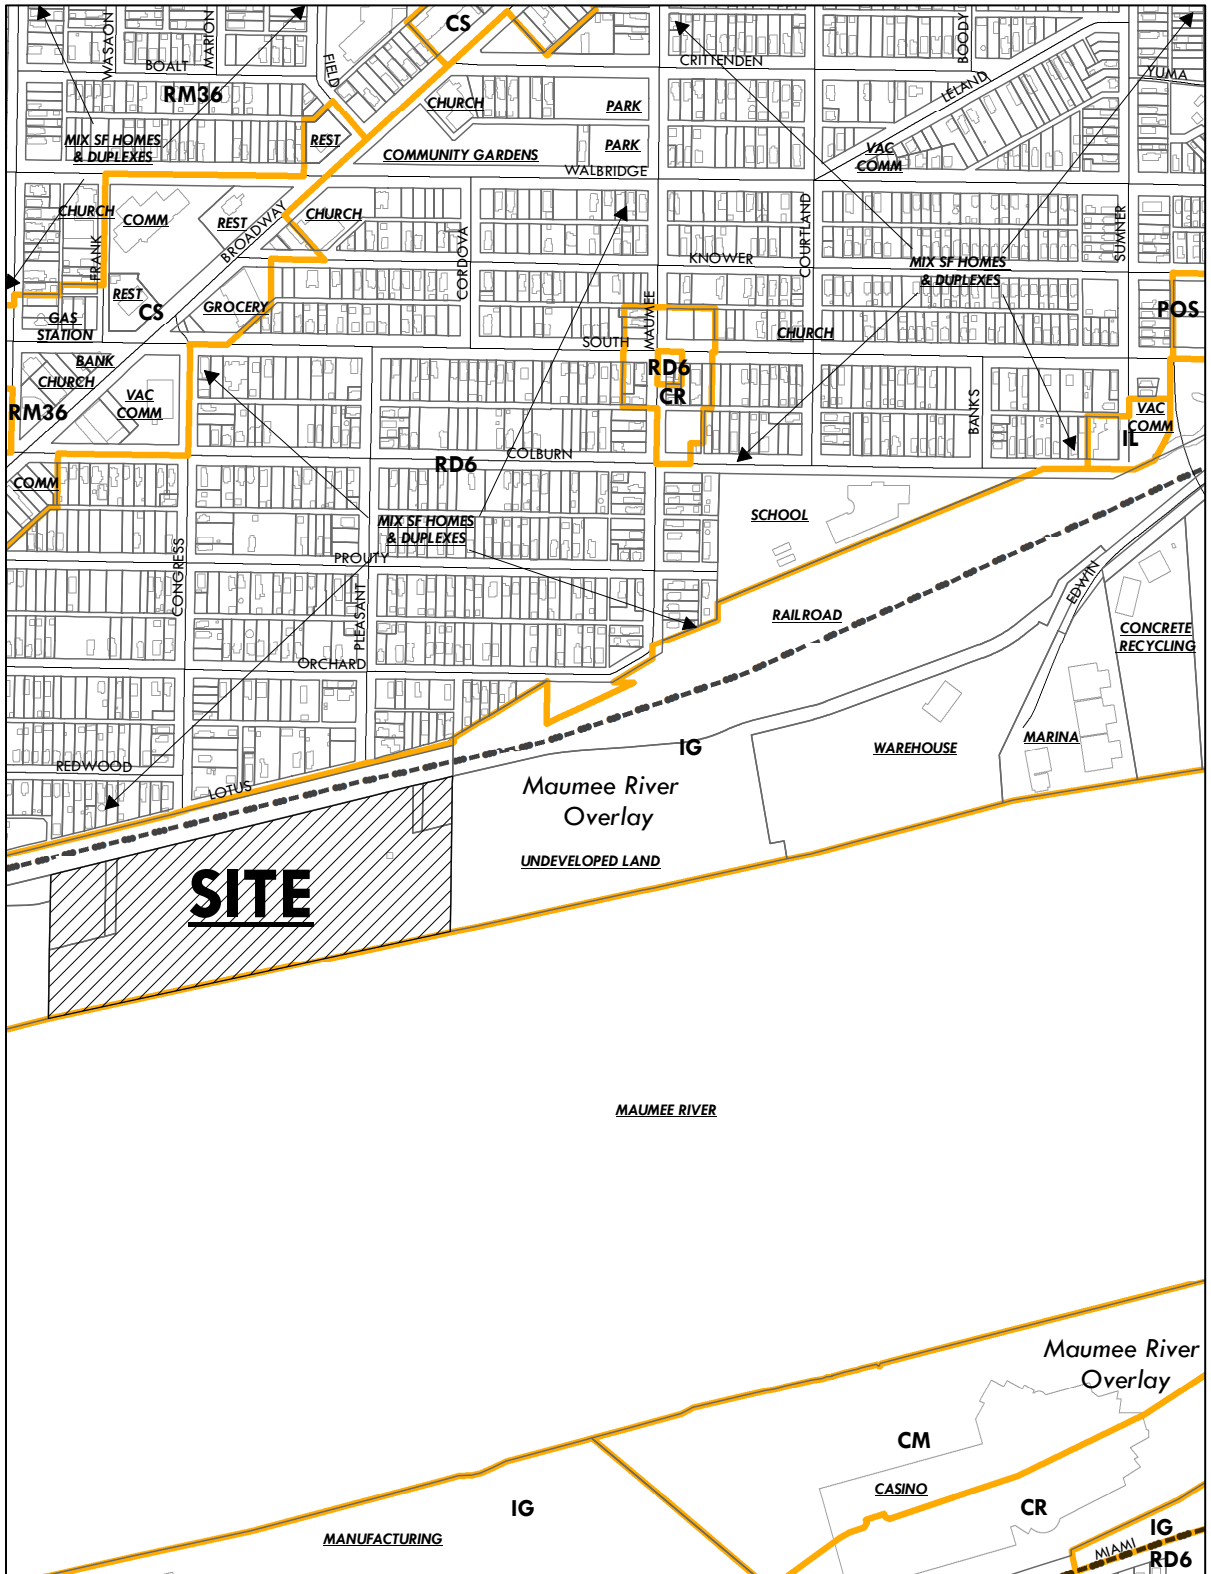 CS
WASAON
MARION
BOALT
FIELD
RM36
CRITTENDEN
BOODY
LELAND
YUMA
CHURCH
PARK
REST
MIX SF HOMES
& DUPLEXES
COMMUNITY GARDENS
PARK
VAC
COMM
WALBRIDGE
CHURCH
COMM
REST
BROADWAY
CHURCH
CORDOVA
FRANK
COURTLAND
SUMNER
KNOWER
MIX SF HOMES
& DUPLEXES
REST
CS
GROCERY
GAS
STATION
MAUMEE
SOUTH
CHURCH
POS
BANK
CHURCH
VAC
COMM
RM36
RD6
CR
BANKS
VAC
COMM
IL
COLBURN
RD6
COMM
SCHOOL
MIX SF HOMES
& DUPLEXES
PROUTY
CONGRESS
PLEASANT
EDWIN
RAILROAD
CONCRETE
RECYCLING
ORCHARD
IG
WAREHOUSE
MARINA
REDWOOD
LOTUS
Maumee River
Overlay
UNDEVELOPED LAND
SITE
MAUMEE RIVER
Maumee River
Overlay
CM
CASINO
IG
CR
MANUFACTURING
IG
MIAMI
RD6